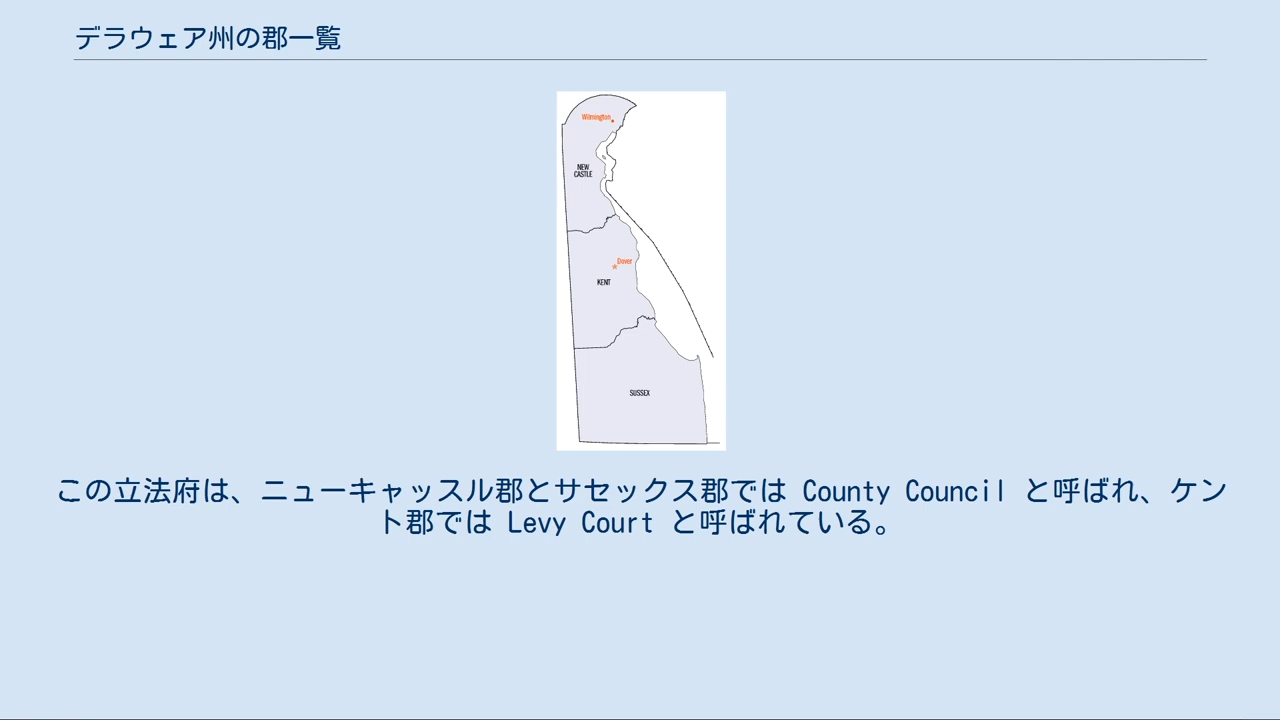 デラウェア州の郡一覧
Wilmington
NEW
CASTLE
Dover
KENT
SUSSEX
この立法府は、ニューキャッスル郡とサセックス郡では County Council と呼ばれ、ケン
ト郡では Levy Court と呼ばれている。